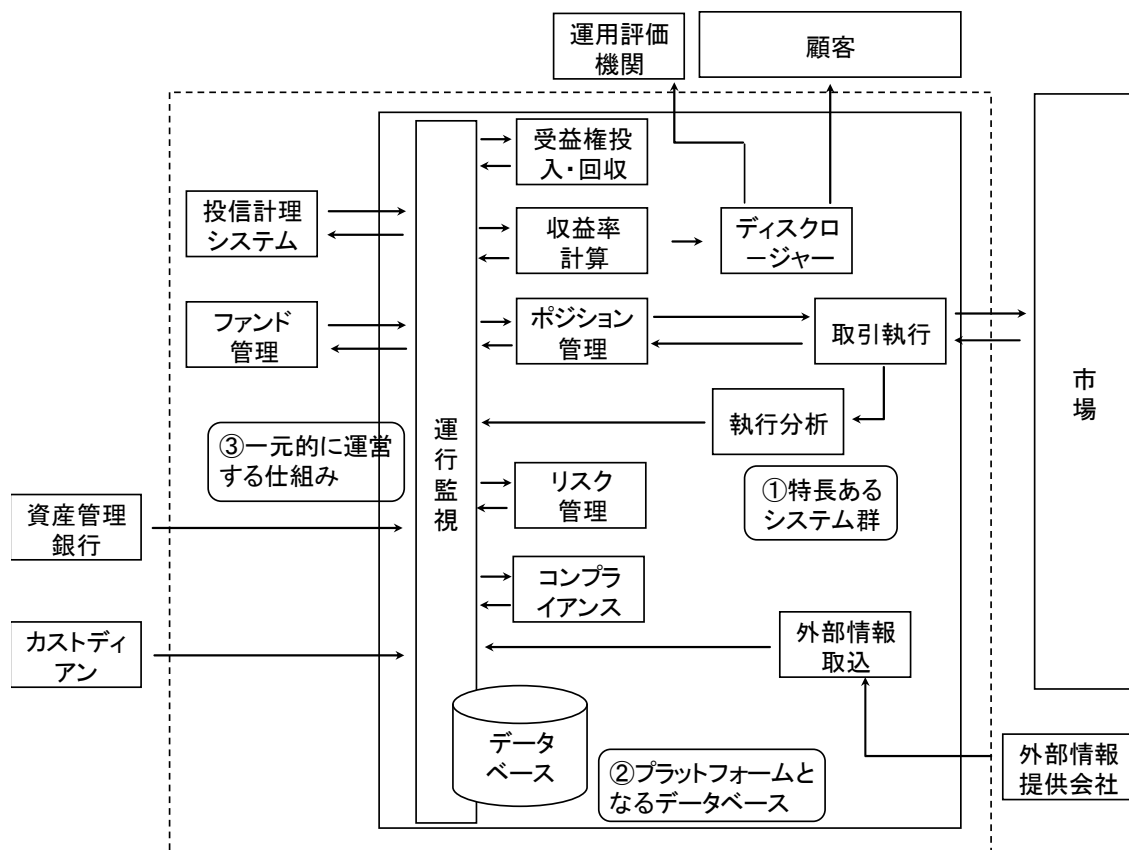 運用評価
機関
顧客
受益権投
入・回収
投信計理
システム
収益率
計算
ディスクロ
ージャー
ファンド
管理
ポジション
管理
取引執行
市
場
執行分析
③一元的に運営
する仕組み
運
行
監
視
リスク
管理
①特長ある
システム群
資産管理
銀行
コンプラ
イアンス
カストディ
アン
外部情報
取込
データ
ベース
②プラットフォームと
なるデータベース
外部情報
提供会社